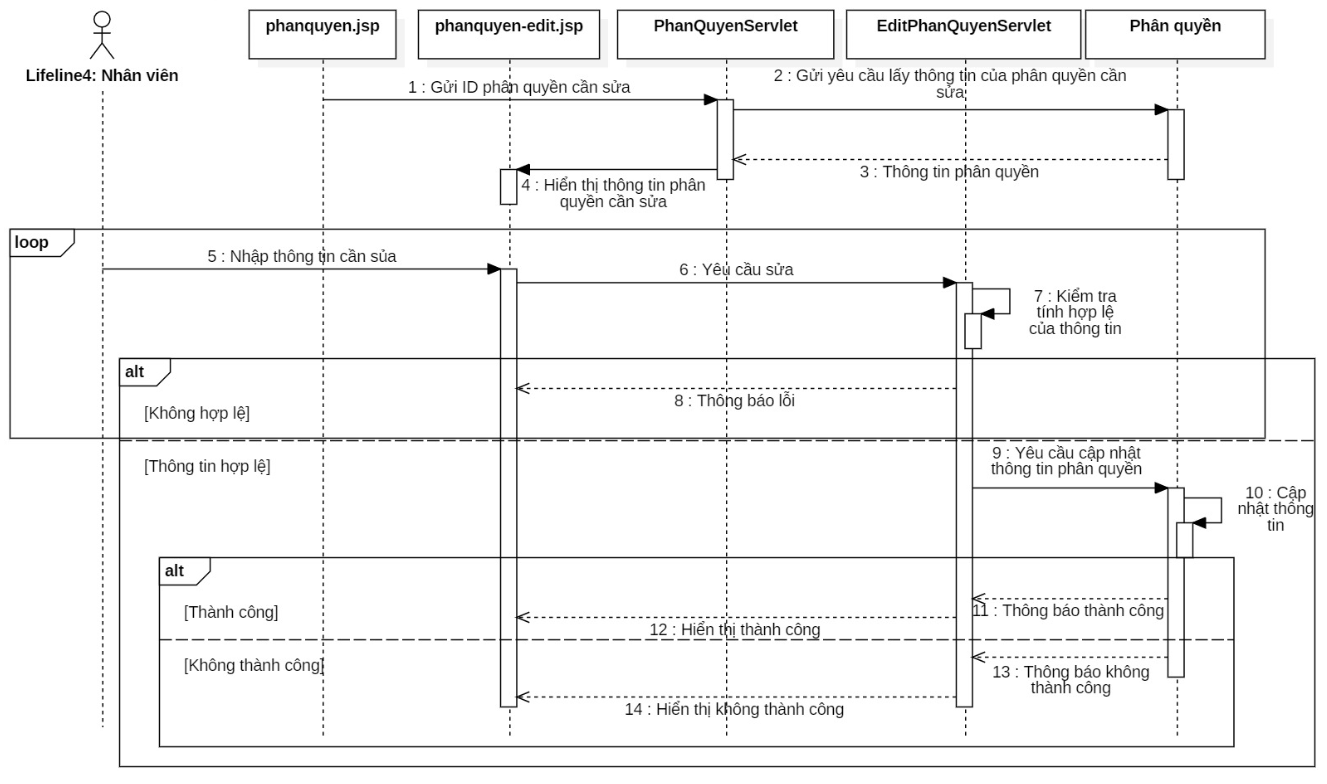 phanquyen.jsp
phanquyen-edit.jsp
PhanQuyenServlet
EditPhanQuyenServlet
Phân quyền
Lifeline4: Nhân viên
1 : Gửi ID phân quyền cần sửa
2 : Gửi yêu cầu lấy thông tin của phân quyền cần
sửa
3 : Thông tin phân quyền
4 : Hiển thị thông tin phân
quyền cần sửa
loop
5 : Nhập thông tin cần sủa
6 : Yêu cầu sửa
7 : Kiểm tra
tính hợp lệ
của thông tin
alt
8 : Thông báo lỗi
[Không hợp lệ]
[Thông tin hợp lệ]
9 : Yêu cầu cập nhật
thông tin phân quyền
10 : Cập
nhật thông
tin
alt
[Thành công]
11 : Thông báo thành công
12 : Hiển thị thành công
[Không thành công]
13 : Thông báo không
thành công
14 : Hiển thị không thành công